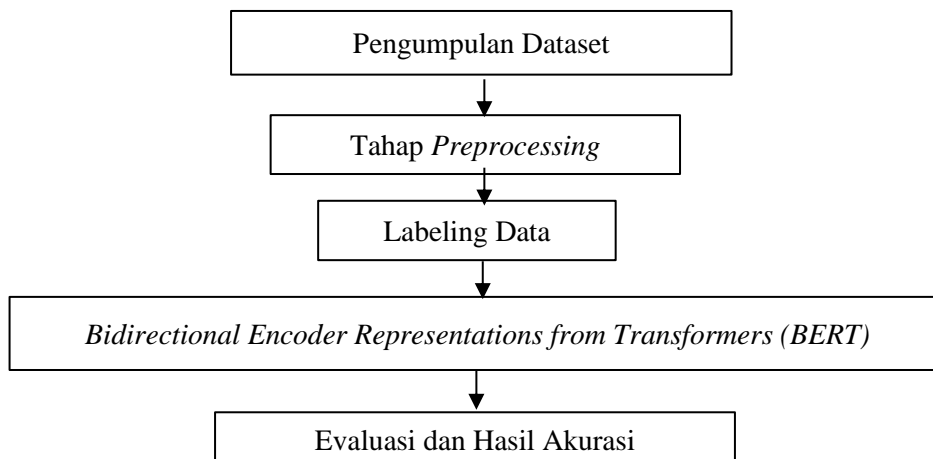 Pengumpulan Dataset
Tahap Preprocessing
Labeling Data
Bidirectional Encoder Representations from Transformers (BERT)
Evaluasi dan Hasil Akurasi